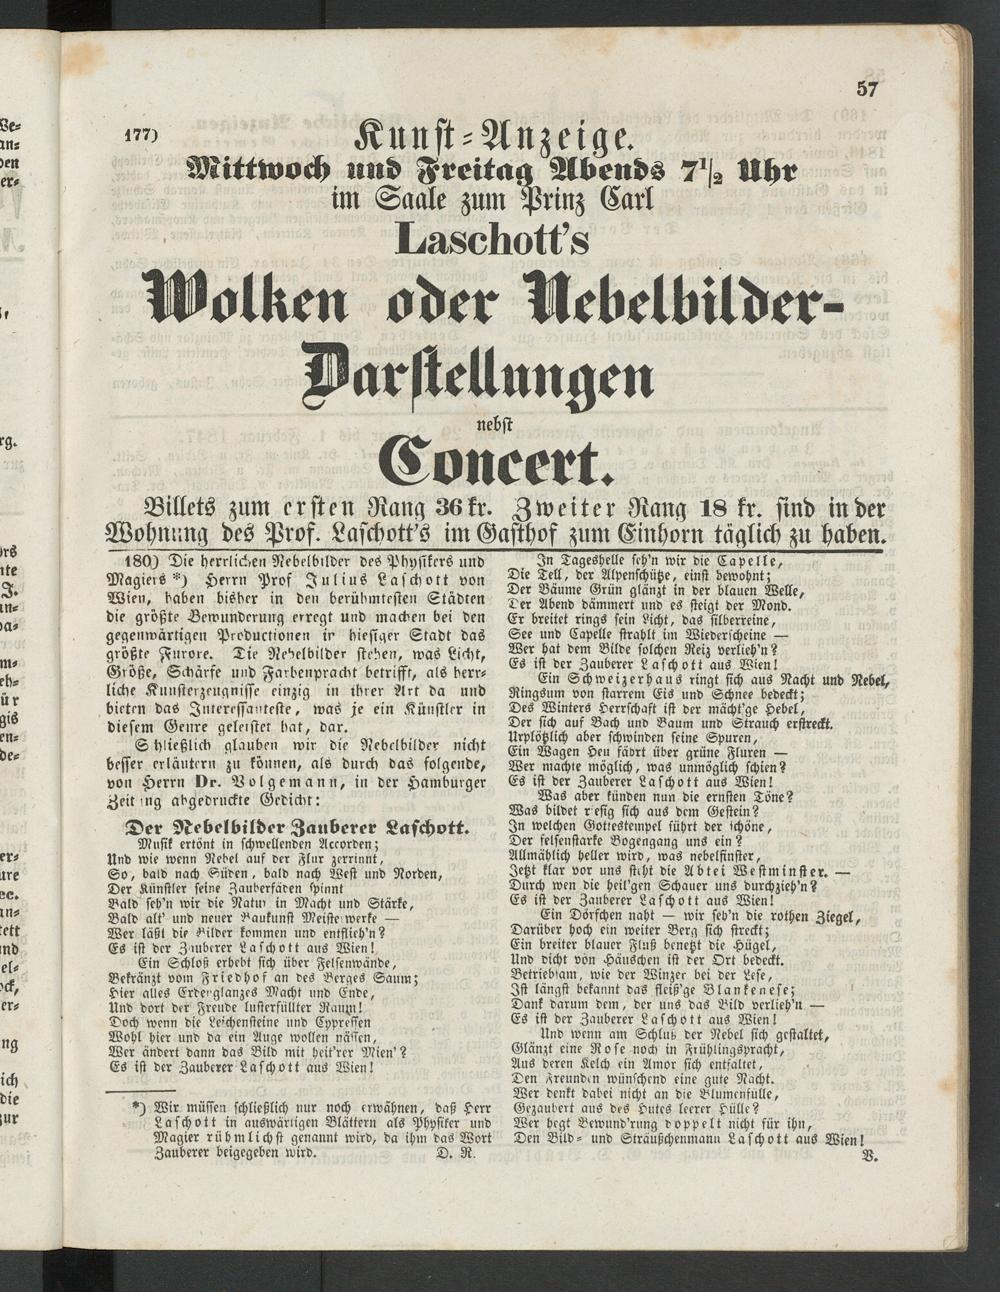 57
177)
Kunst-Anzeige.
Mittwoch und Freitag Abends 7 1/2 Uhr
im Saale zum Prinz Carl
Laschott's
Wolken oder Nebelbilder-
Darstellungen
nebst
Concert.
Billets zum ersten Rang 36 kr. Zweiter Rang 18 kr. sind in der
Wohnung des Prof. Laschott's im Gasthof zum Einhorn täglich zu haben.
180) Die herrlichen Nebelbilder des Physikers und
Magiers *) Herrn Prof Julius Laschott von
Wien, haben bisher in den berühmtesten Städten
die größte Bewunderung erregt und machen bei den
gegenwärtigen Productionen in hiesiger Stadt das
größte Furore. Die Nebelbilder stehen, was Licht,
Größe, Schärfe und Farbenpracht betrifft, als herr-
liche Kunsterzeugnisse einzig in ihrer Art da und
bieten das Interessanteste, was je ein Künstler in
diesem Genre geleistet hat, dar.
Schließlich glauben wir die Nebelbilder nicht
besser erläutern zu können, als durch das folgende,
von Herrn Dr. Volgemann, in der Hamburger
Zeitung abgedruckte Gedicht:
Der Nebelbilder Zauberer Laschott.
Musik ertönt in schwellenden Accorden;
Und wie wenn Nebel auf der Flur zerrinnt,
So, bald nach Süden, bald nach West und Norden,
Der Künstler seine Zauberfäden spinnt
Bald seh'n wir die Natur in Macht und Stärke,
Bald alt' und neuer Baukunst Meisterwerke —
Wer läßt die Bilder kommen und entflieh'n?
Es ist der Zauberer Laschott aus Wien!
Ein Schloß erhebt sich über Felsenwände,
Bekränzt vom Friedhof an des Berges Saum;
Hier alles Erdenglanzes Macht und Ende,
Und dort der Freude lusterfüllter Raum!
Doch wenn die Leichensteine und Cypressen
Wohl hier und da ein Auge wollen nässen,
Wer ändert dann das Bild mit heit'rer Mien'?
Es ist der Zauberer Laschott aus Wien!
*) Wir müssen schließlich nur noch erwähnen, daß Herr
Laschott in auswärtigen Blättern als Physiker und
Magier rühmlichst genannt wird, da ihm das Wort
Zauberer beigegeben wird. D. R.
In Tageshelle seh'n wir die Capelle,
Die Tell, der Alpenschütze, einst bewohnt;
Der Bäume Grün glänzt in der blauen Welle,
Der Abend dämmert und es steigt der Mond.
Er breitet rings sein Licht, das silberreine,
See und Capelle strahlt im Wiederscheine —
Wer hat dem Bilde solchen Reiz verlieh'n?
Es ist der Zauberer Laschott aus Wien!
Ein Schweizerhaus ringt sich aus Nacht und Nebel,
Ringsum von starrem Eis und Schnee bedeckt;
Des Winters Herrschaft ist der mächt'ge Hebel,
Der sich auf Bach und Baum und Strauch erstreckt.
Urplötzlich aber schwinden seine Spuren,
Ein Wagen Heu fährt über grüne Fluren —
Wer machte möglich, was unmöglich schien?
Es ist der Zauberer Laschott aus Wien!
Was aber künden nun die ernsten Töne?
Was bildet riesig sich aus dem Gestein?
In welchen Gottestempel führt der schöne,
Der felsenstarke Bogengang uns ein?
Allmählich heller wird, was nebelfinster,
Jetzt klar vor uns steht die Abtei Westminster. —
Durch wen die heil'gen Schauer uns durchzieh'n?
Es ist der Zauberer Laschott aus Wien!
Ein Dörfchen naht — wir seh'n die rothen Ziegel,
Darüber hoch ein weiter Berg sich streckt;
Ein breiter blauer Fluß benetzt die Hügel,
Und dicht von Häuschen ist der Ort bedeckt.
Betriebsam, wie der Winzer bei der Lese,
Ist längst bekannt das fleiß'ge Blankenese;
Dank darum dem, der uns das Bild verlieh'n —
Es ist der Zauberer Laschott aus Wien!
Und wenn am Schluß der Nebel sich gestaltet,
Glänzt eine Rose noch in Frühlingspracht,
Aus deren Kelch ein Amor sich entfaltet,
Den Freunden wünschend eine gute Nacht.
Wer denkt dabei nicht an die Blumenfülle,
Gezaubert aus des Hutes leerer Hülle?
Wer hegt Bewund'rung doppelt nicht für ihn,
Den Bild- und Sträußchenmann Laschott aus Wien!
V.